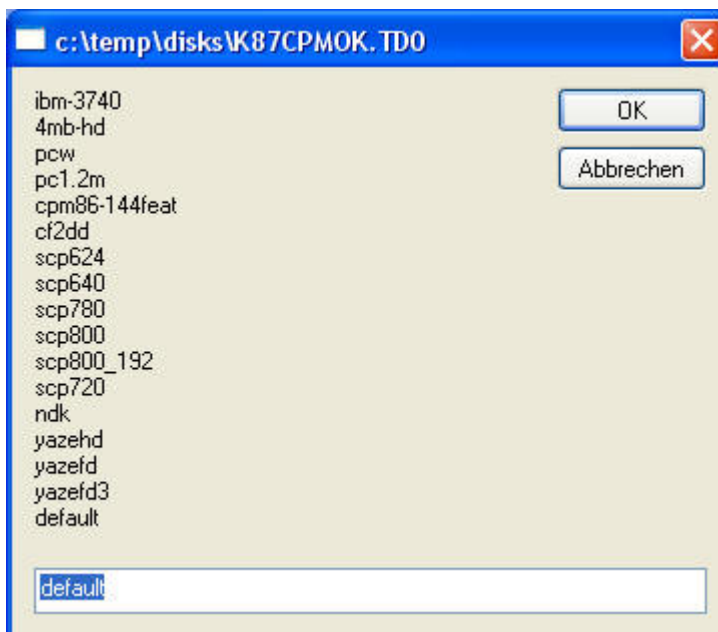 c:\temp\disks\K87CPMOK.TD0
ibm-3740
4mb-hd
pcw
pc1.2m
cpm86-144feat
cf2dd
scp624
scp640
scp780
scp800
scp800_192
scp720
ndk
yazehd
yazefd
yazefd3
default
OK
Abbrechen
default